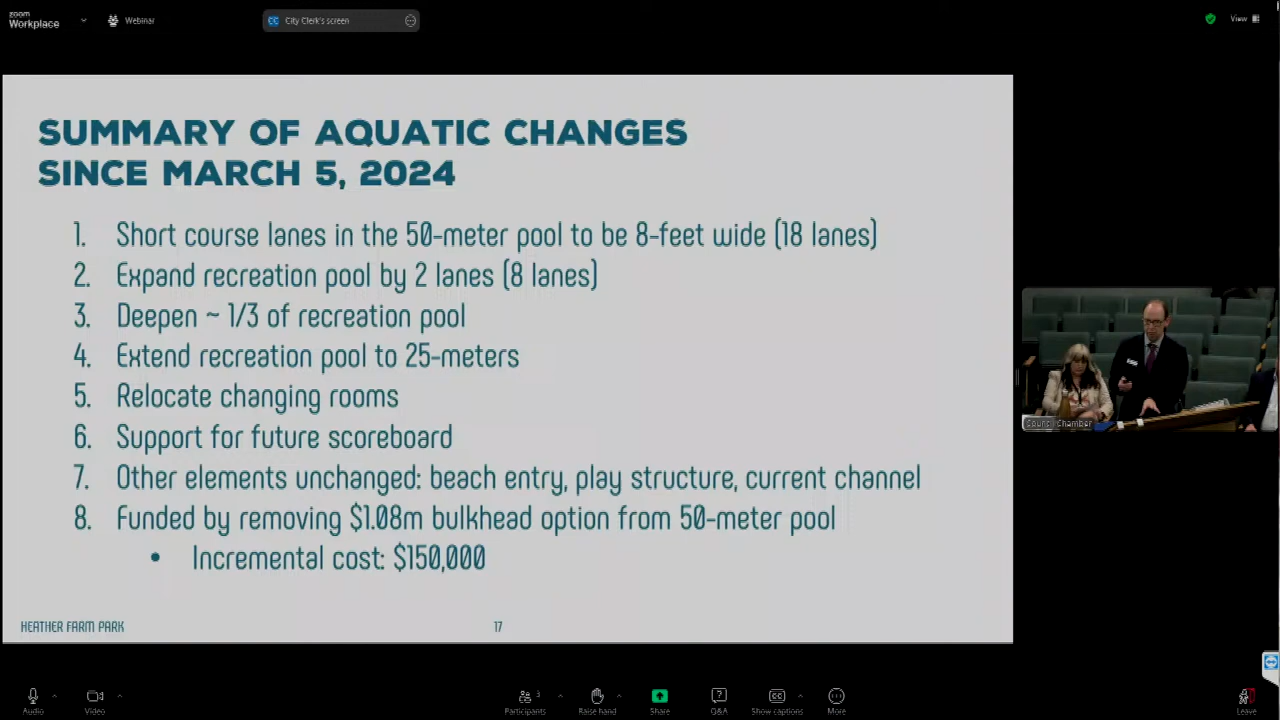 zoom
Workplace
Webinar
CC City Clerk's screen
View
SUMMARY OF AQUATIC CHANGES
SINCE MARCH 5, 2024
1. Short course lanes in the 50-meter pool to be 8-feet wide (18 lanes)
2. Expand recreation pool by 2 lanes (8 lanes)
3. Deepen ~ 1/3 of recreation pool
4. Extend recreation pool to 25-meters
5. Relocate changing rooms
6. Support for future scoreboard
7. Other elements unchanged: beach entry, play structure, current channel
8. Funded by removing $1.08m bulkhead option from 50-meter pool
• Incremental cost: $150,000
HEATHER FARM PARK
17
Council Chamber
3
Audio
Video
Participants
Raise hand
Share
Q&A
Show captions
More
Leave